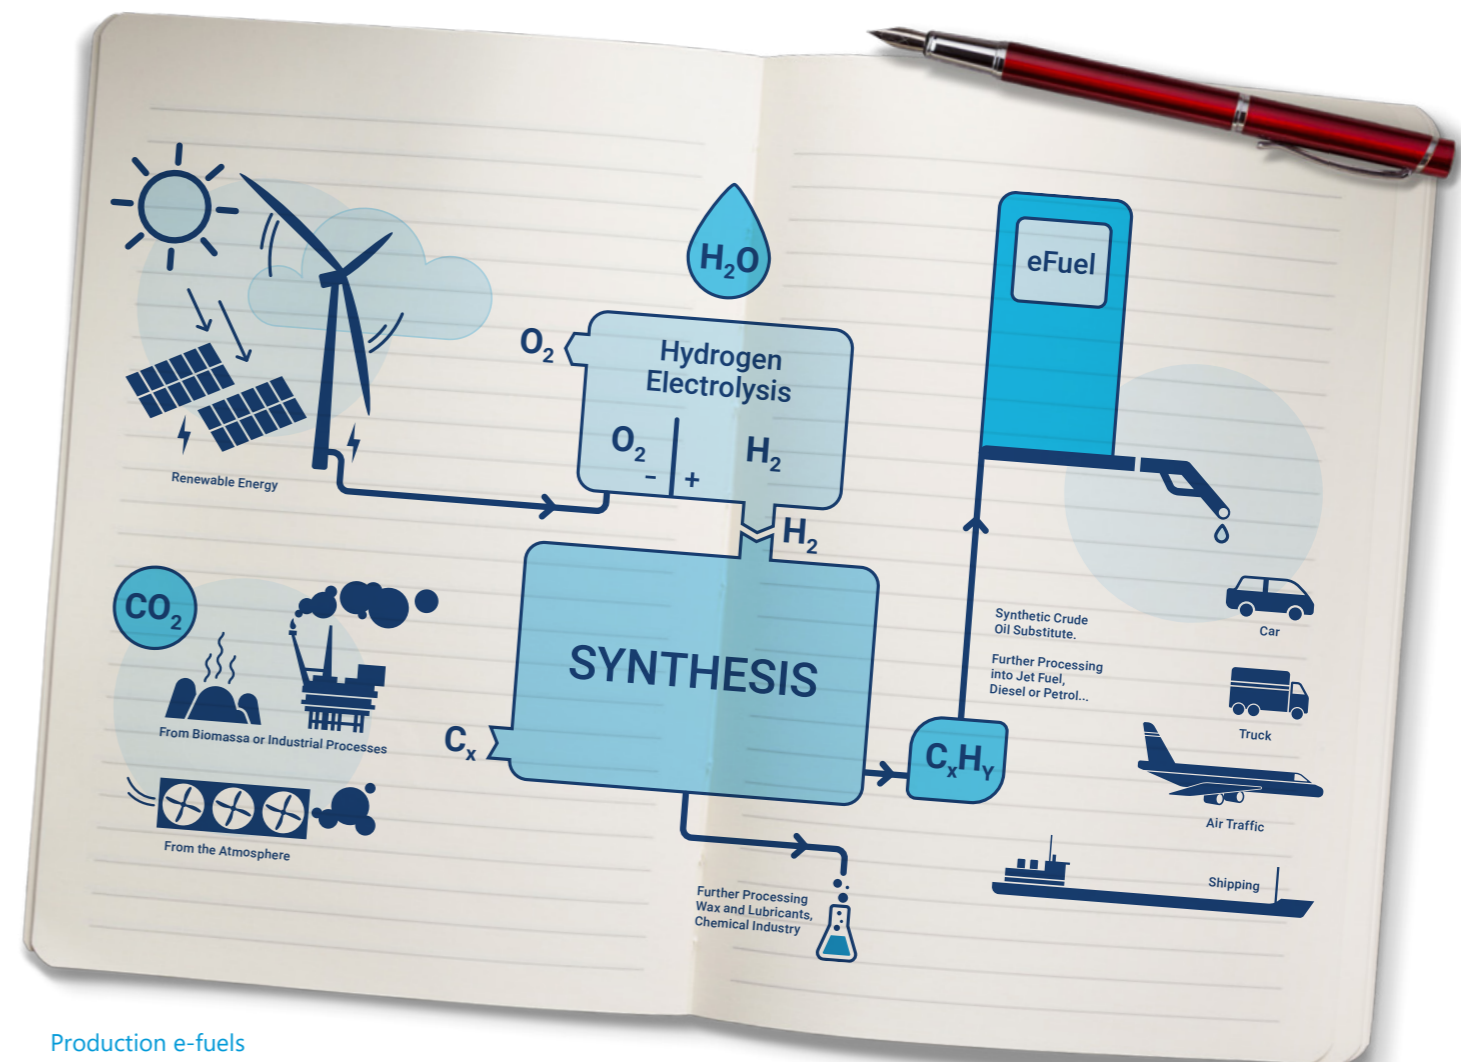 H2O
eFuel
O2
Hydrogen
Electrolysis
O2
H2
- +
Renewable Energy
H2
CO2
SYNTHESIS
Synthetic Crude
Oil Substitute.
Further Processing
into Jet Fuel,
Diesel or Petrol...
Car
Truck
From Biomassa or Industrial Processes
Cx
CxHY
Air Traffic
From the Atmosphere
Further Processing
Wax and Lubricants,
Chemical Industry
Shipping
Production e-fuels